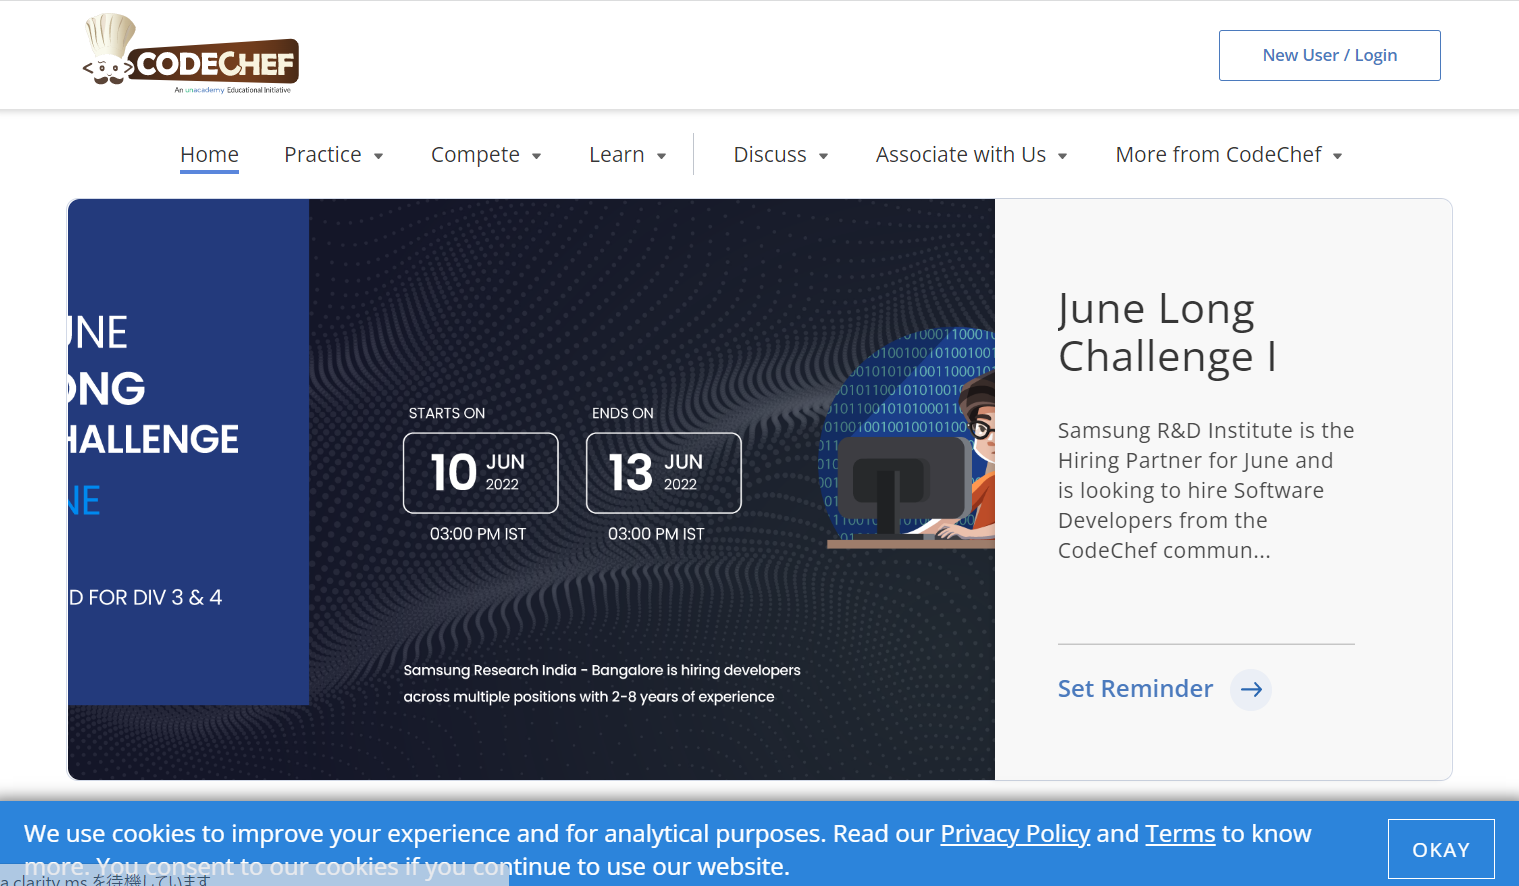 CODECHEF
An unacademy Educational Initiative
New User / Login
Home
Practice
Compete
Learn
Discuss
Associate with Us
More from CodeChef
UNE
ONG
HALLENGE
NE
D FOR DIV 3 & 4
STARTS ON
10 JUN
2022
03:00 PM IST
ENDS ON
13 JUN
2022
03:00 PM IST
Samsung Research India - Bangalore is hiring developers
across multiple positions with 2-8 years of experience
June Long
Challenge I
Samsung R&D Institute is the
Hiring Partner for June and
is looking to hire Software
Developers from the
CodeChef commun...
Set Reminder
We use cookies to improve your experience and for analytical purposes. Read our Privacy Policy and Terms to know
more. You consent to our cookies if you continue to use our website.
OKAY
a.clarity.ms を待機しています